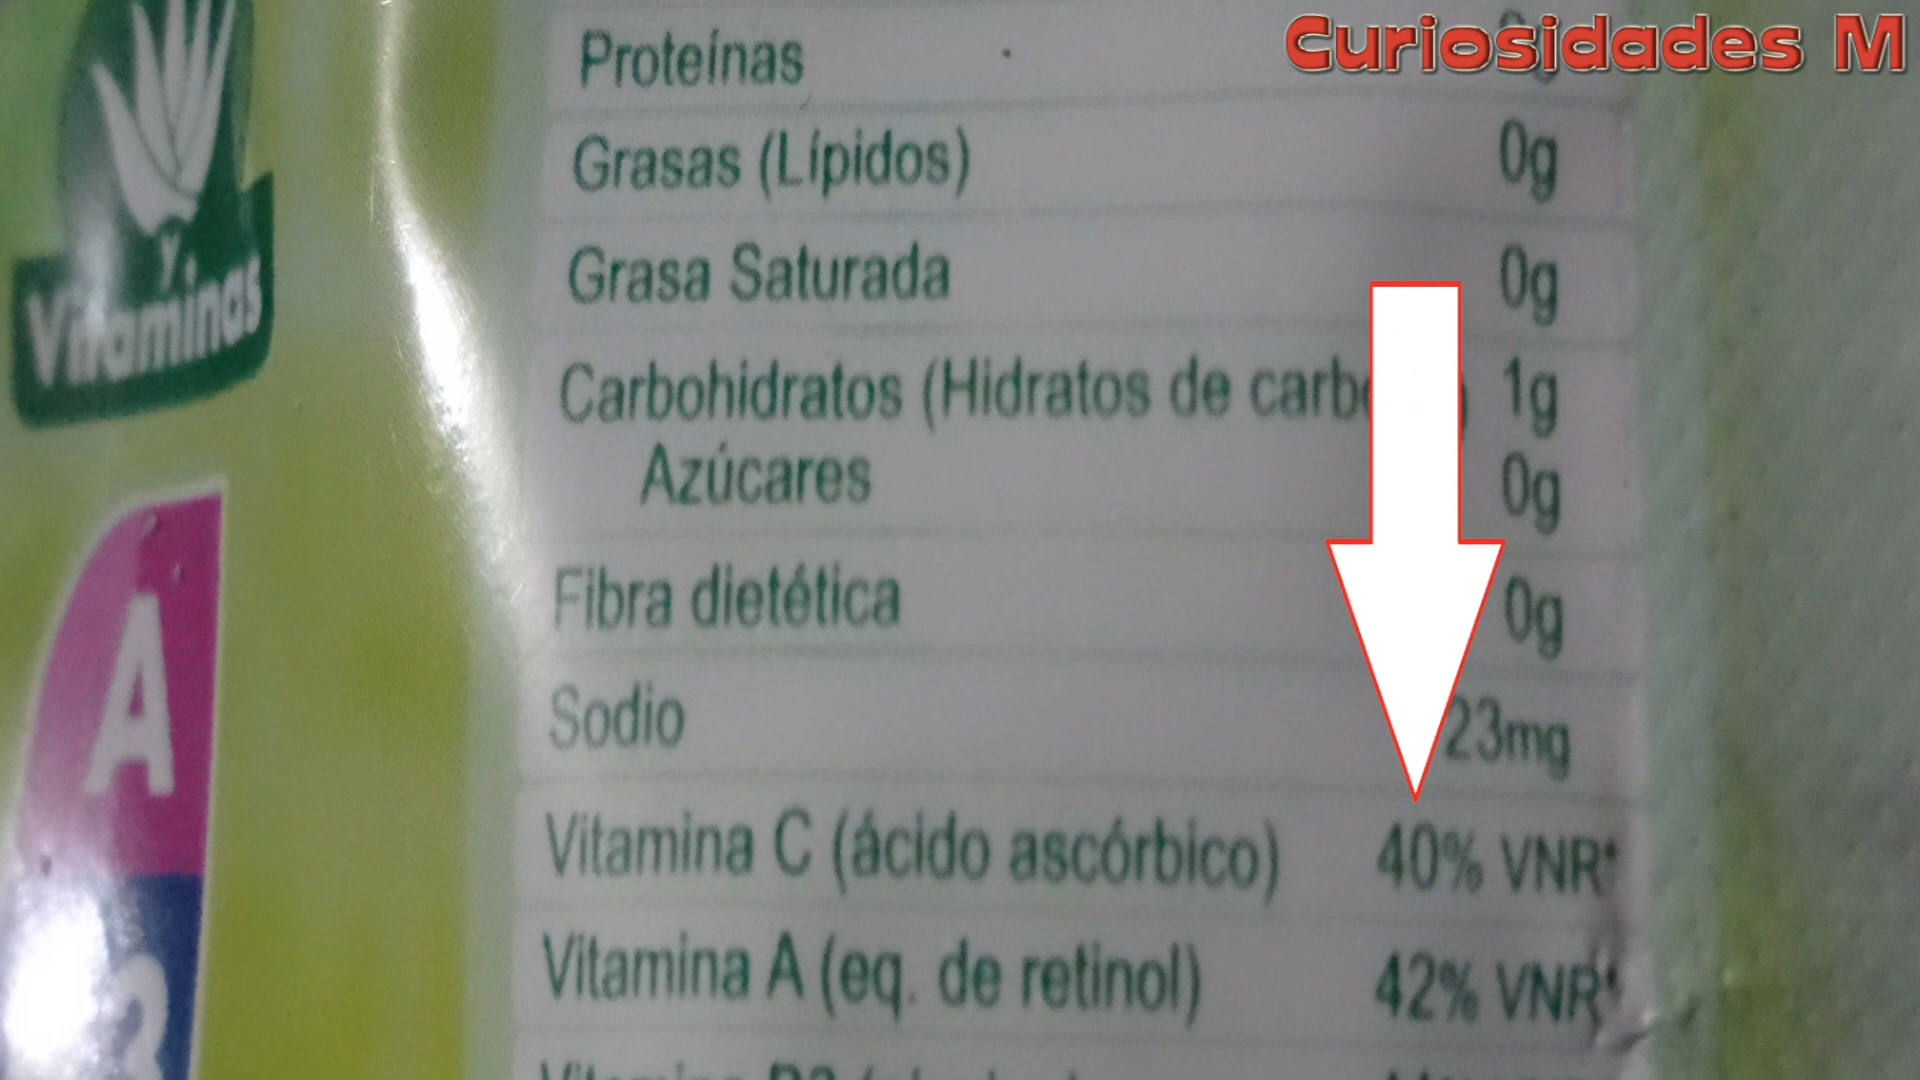 Curiosidades M
Proteínas
Grasas (Lípidos) 0g
Grasa Saturada 0g
Carbohidratos (Hidratos de 1g
Azúcares 0g
Fibra dietética 0g
Sodio 23mg
Vitamina C (ácido ascórbico) 40% VNR*
Vitamina A (eq. de retinol) 42% VNR*
y
Vitaminas
A